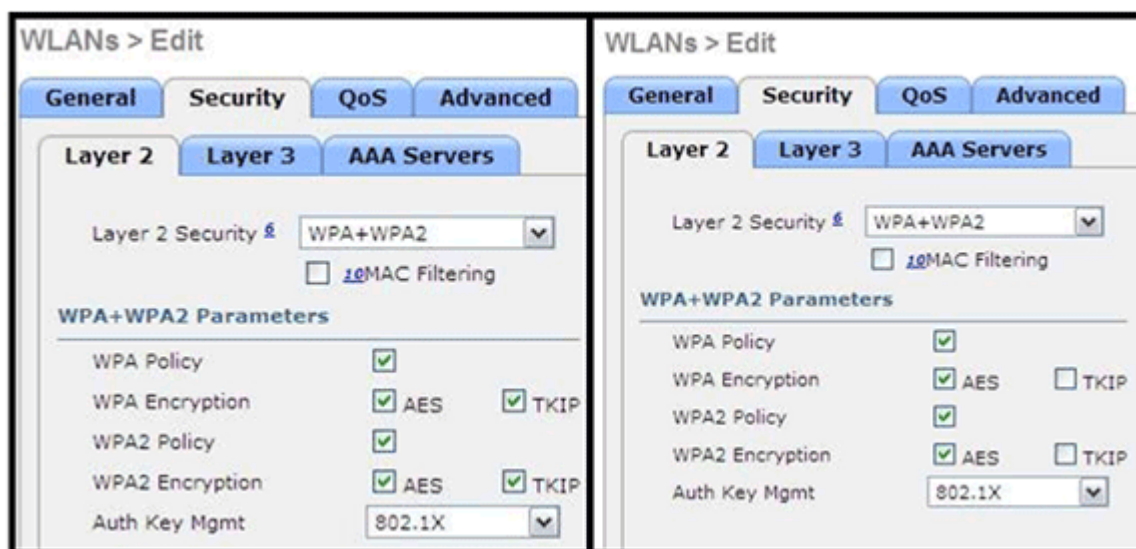 WLANs > Edit
General Security QoS Advanced
Layer 2 Layer 3 AAA Servers
Layer 2 Security 6 WPA+WPA2
10MAC Filtering
WPA+WPA2 Parameters
WPA Policy
WPA Encryption AES TKIP
WPA2 Policy
WPA2 Encryption AES TKIP
Auth Key Mgmt 802.1X
WLANs > Edit
General Security QoS Advanced
Layer 2 Layer 3 AAA Servers
Layer 2 Security 6 WPA+WPA2
10MAC Filtering
WPA+WPA2 Parameters
WPA Policy
WPA Encryption AES TKIP
WPA2 Policy
WPA2 Encryption AES TKIP
Auth Key Mgmt 802.1X